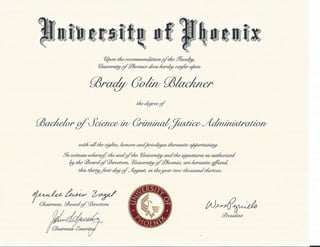 University of Phoenix
Upon the recommendation of the Faculty,
University of Phoenix does hereby confer upon
Brady Colin Blackner
the degree of
Bachelor of Science in Criminal Justice Administration
with all the rights, honors and privileges thereunto appertaining.
In witness whereof, the seal of the University and the signatures as authorized
by the Board of Directors, University of Phoenix, are hereunto affixed,
this thirty-first day of August, in the year two thousand thirteen.
Chairman, Board of Directors
President
Chairman Emeritus
UNIVERSITY OF
PHOENIX